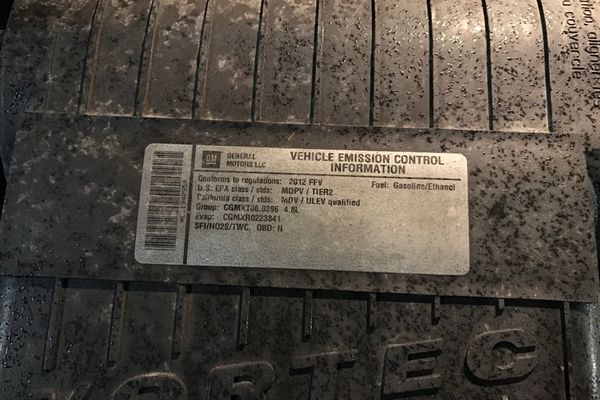 GM GENERAL MOTORS LLC
VEHICLE EMISSION CONTROL INFORMATION
Conforms to regulations: 2012 FFV
Fuel: Gasoline/Ethanol
U.S. EPA class / stds: MDPV / TIER2
California class / stds: MDV / ULEV qualified
Group: CGMXT06.0396 4.8L
Evap: CGMXR0223841
SFI/HO2S/TWC, OBD: II
couvercle
VORTEC